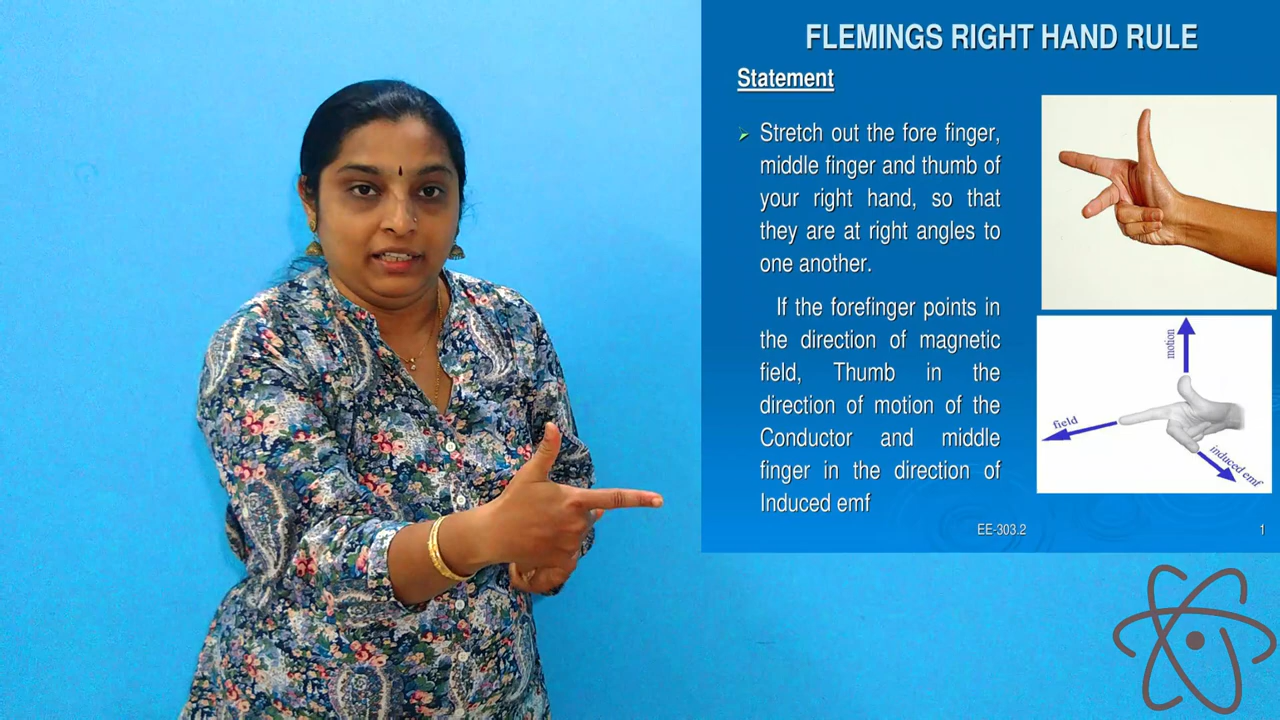 FLEMINGS RIGHT HAND RULE
Statement
Stretch out the fore finger,
middle finger and thumb of
your right hand, so that
they are at right angles to
one another.
If the forefinger points in
the direction of magnetic
field, Thumb in the
direction of motion of the
Conductor and middle
finger in the direction of
Induced emf
motion
field
induced emf
EE-303.2
1